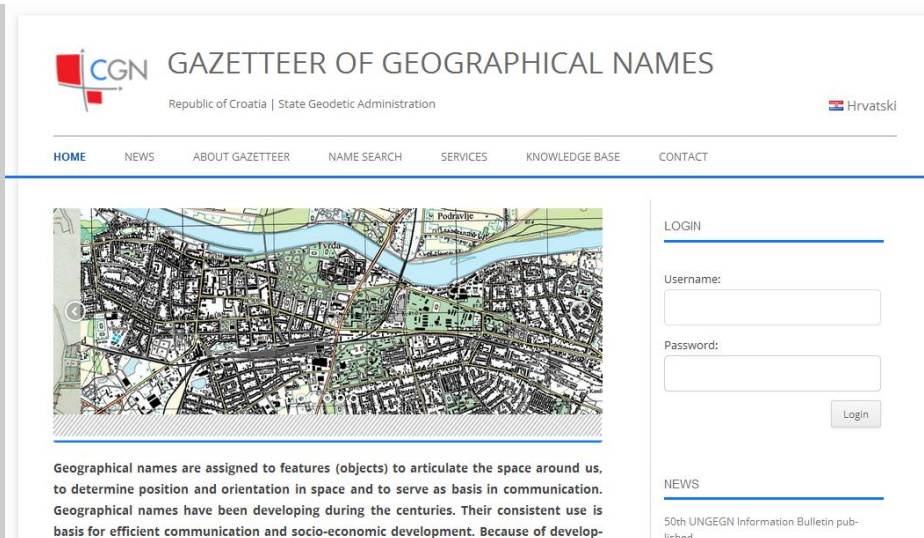 CGN
GAZETTEER OF GEOGRAPHICAL NAMES
Republic of Croatia | State Geodetic Administration
Hrvatski
HOME NEWS ABOUT GAZETTEER NAME SEARCH SERVICES KNOWLEDGE BASE CONTACT
Podravlje
Tvrđa
Geographical names are assigned to features (objects) to articulate the space around us,
to determine position and orientation in space and to serve as basis in communication.
Geographical names have been developing during the centuries. Their consistent use is
basis for efficient communication and socio-economic development. Because of develop-
LOGIN
Username:
Password:
Login
NEWS
50th UNGEGN Information Bulletin pub-
lished